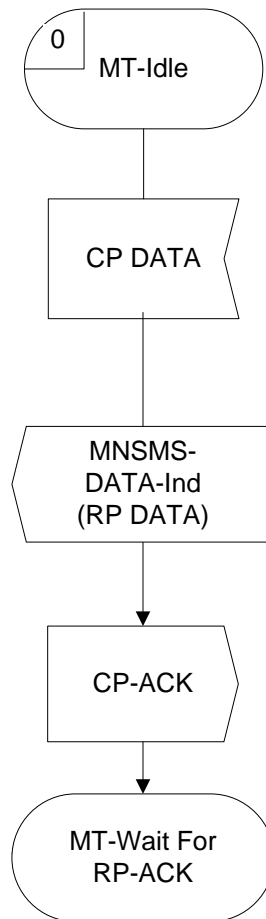 0
MT-Idle
CP DATA
MNSMS-
DATA-Ind
(RP DATA)
CP-ACK
MT-Wait For
RP-ACK